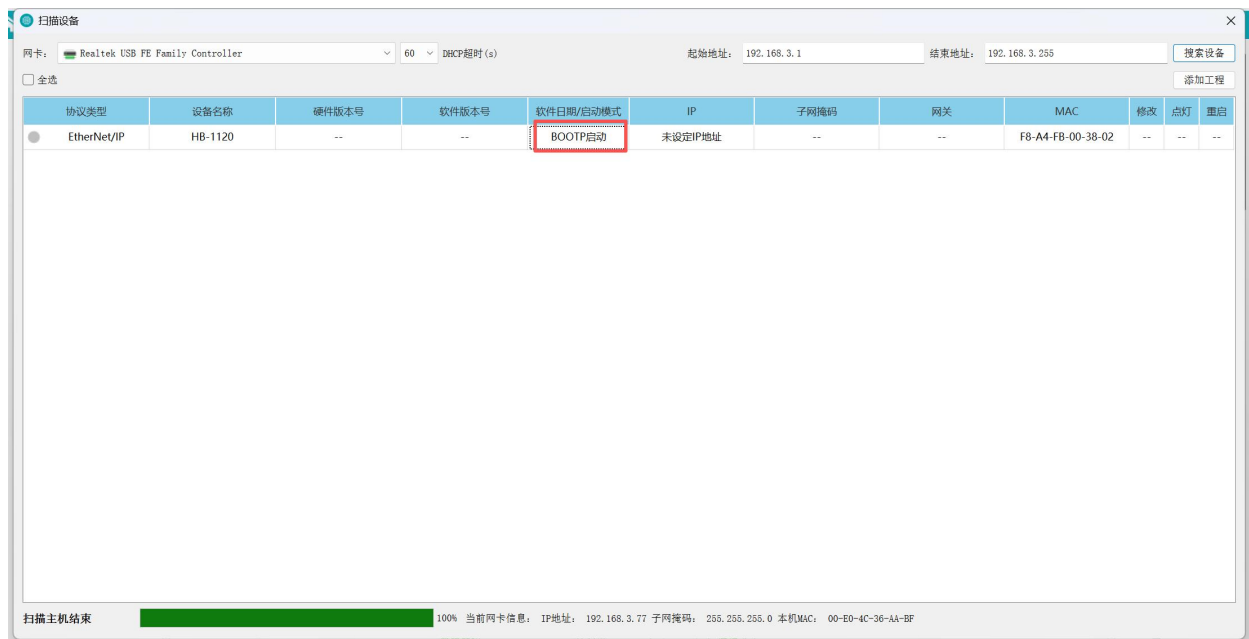 扫描设备
网卡： Realtek USB FE Family Controller 60 DHCP超时(s) 起始地址： 192.168.3.1 结束地址： 192.168.3.255 搜索设备
全选 添加工程
协议类型 设备名称 硬件版本号 软件版本号 软件日期/启动模式 IP 子网掩码 网关 MAC 修改 点灯 重启
EtherNet/IP HB-1120 -- -- BOOTP启动 未设定IP地址 -- -- F8-A4-FB-00-38-02 -- -- --
扫描主机结束 100% 当前网卡信息： IP地址： 192.168.3.77 子网掩码： 255.255.255.0 本机MAC： 00-E0-4C-36-AA-BF